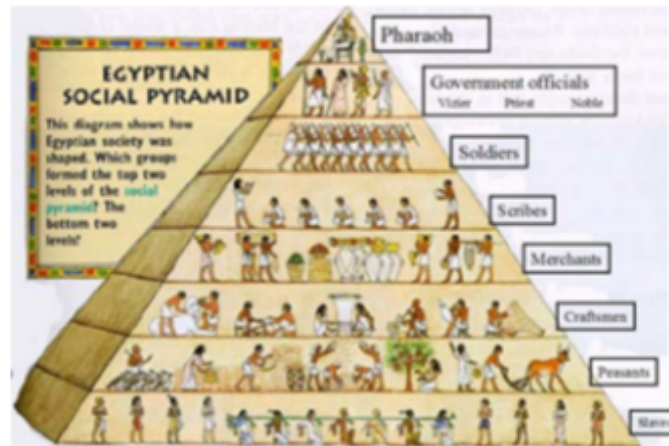 EGYPTIAN
SOCIAL PYRAMID
This diagram shows how
Egyptian society was
shaped. Which groups
formed the top two
levels of the social
pyramid? The
bottom two
levels?
Pharaoh
Government officials
Vizier Priest Noble
Soldiers
Scribes
Merchants
Craftsmen
Peasants